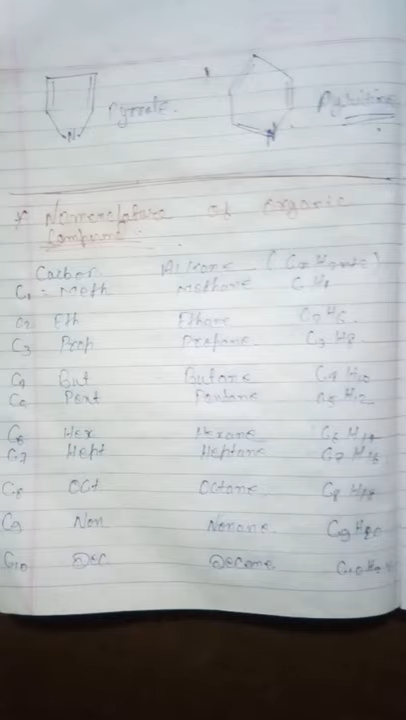 Pyrrole.
N
Pyridine
N
* Nomenclature of organic
Compound.
Carbon Alkane (CnH2n+2)
C1 = Meth Methane CH4
C2 Eth Ethane C2H6.
C3 Prop Propane C3H8.
C4 But Butane C4H10
Pent Pentane C5H12
C6 Hex Hexane C6H14
C7 Hept Heptane C7H16
C8 Oct Octane. C8H18
C9 Non Nonane. C9H20
C10 Dec. Decane.